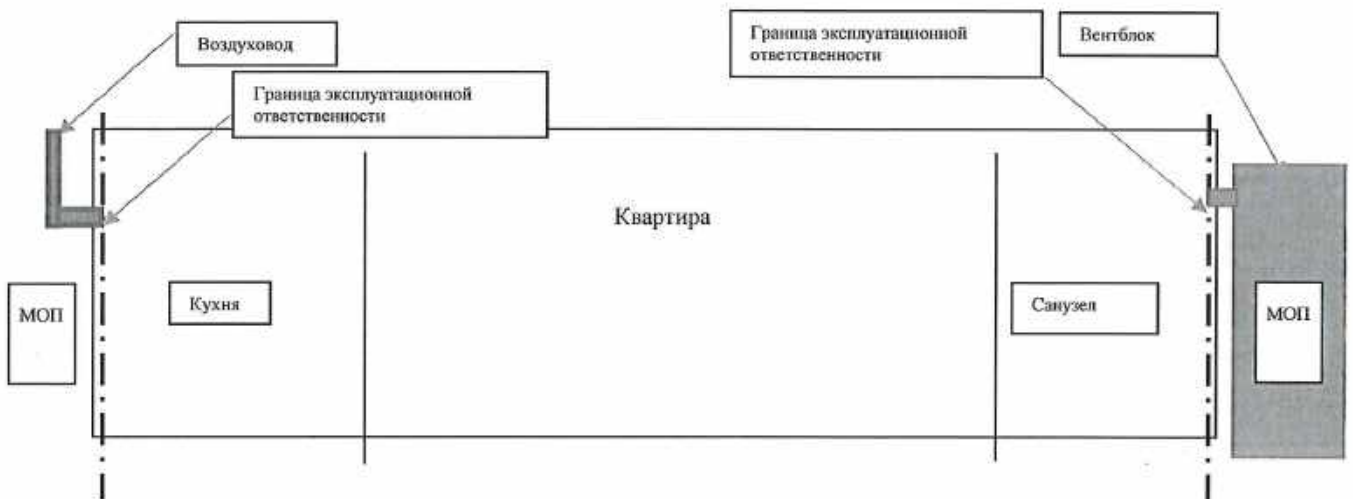 Воздуховод
Граница эксплуатационной
ответственности
Граница эксплуатационной
ответственности
Вентблок
Квартира
МОП
Кухня
Санузел
МОП